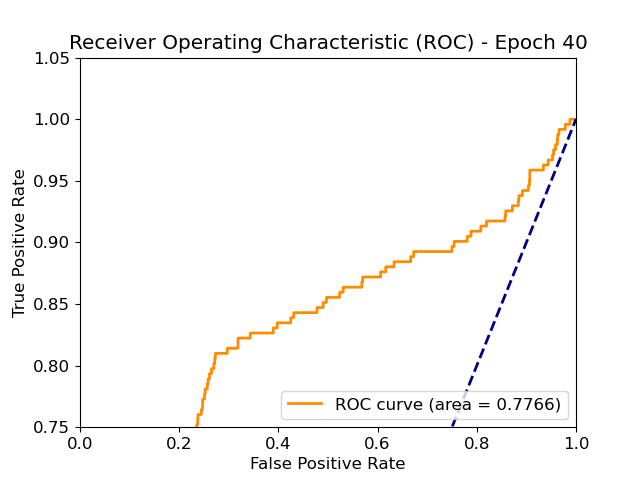 Receiver Operating Characteristic (ROC) - Epoch 40
1.05
1.00
0.95
0.90
0.85
0.80
0.75
True Positive Rate
ROC curve (area = 0.7766)
0.0 0.2 0.4 0.6 0.8 1.0
False Positive Rate